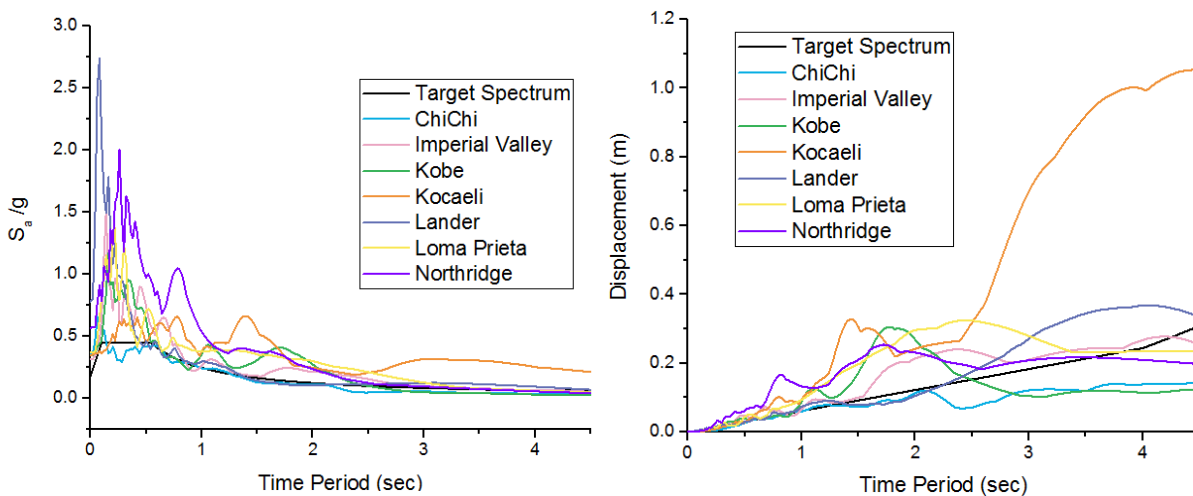 3.0
2.5
2.0
1.5
1.0
0.5
0.0
S_a /g
0 1 2 3 4
Time Period (sec)
Target Spectrum
ChiChi
Imperial Valley
Kobe
Kocaeli
Lander
Loma Prieta
Northridge
1.2
1.0
0.8
0.6
0.4
0.2
0.0
Displacement (m)
0 1 2 3 4
Time Period (sec)
Target Spectrum
ChiChi
Imperial Valley
Kobe
Kocaeli
Lander
Loma Prieta
Northridge